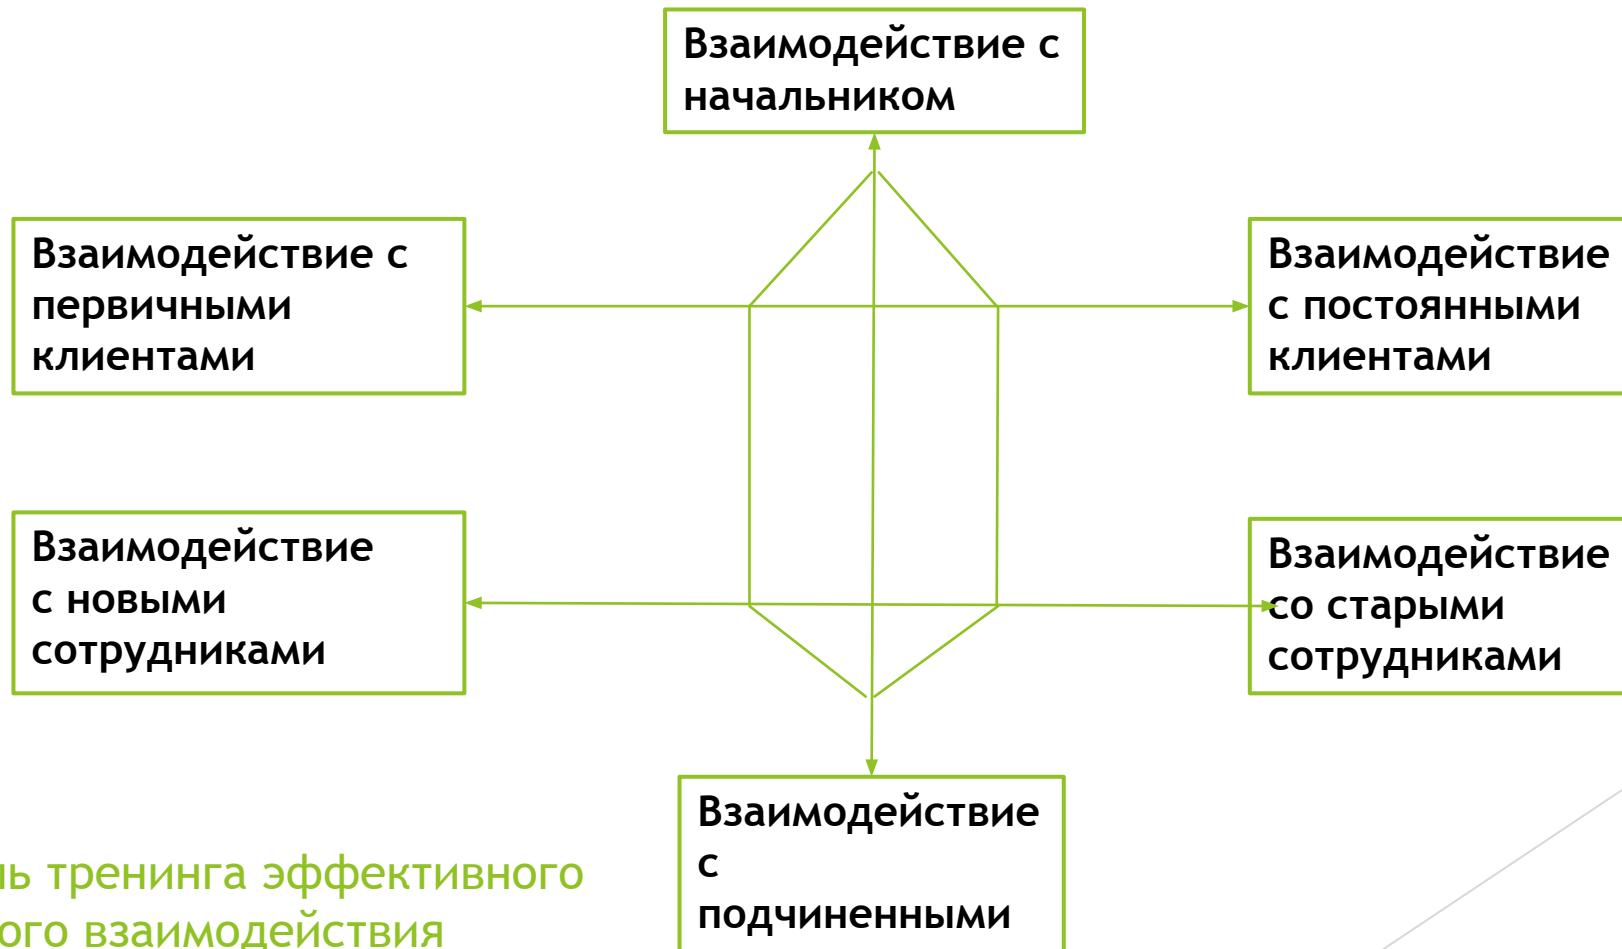 Взаимодействие с
начальником
Взаимодействие с
первичными
клиентами
Взаимодействие
с постоянными
клиентами
Взаимодействие
с новыми
сотрудниками
Взаимодействие
со старыми
сотрудниками
Взаимодействие
с
подчиненными
тренинга эффективного
взаимодействия